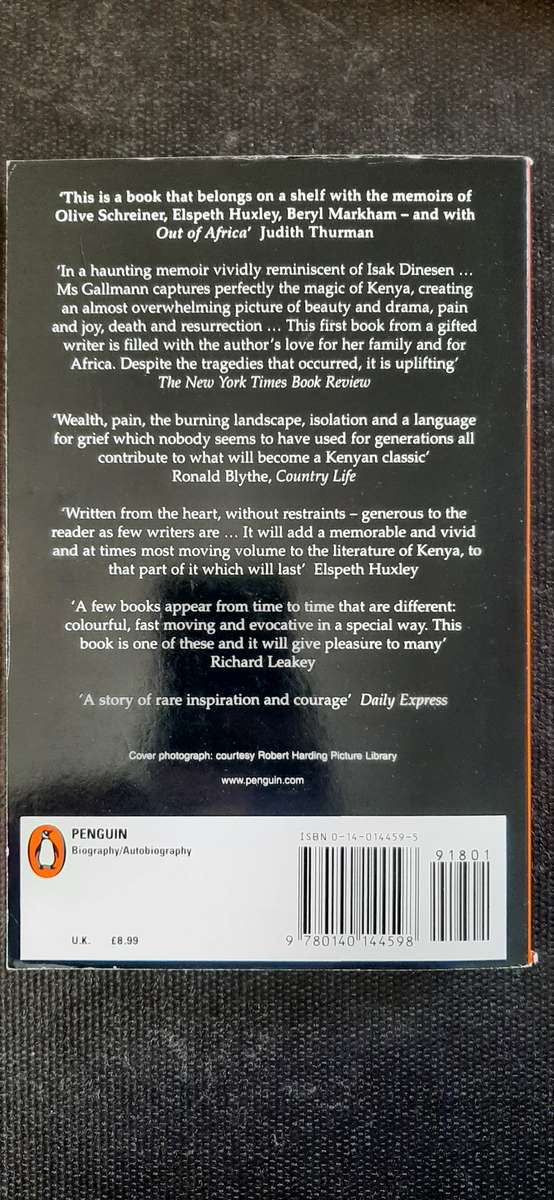 ‘This is a book that belongs on a shelf with the memoirs of
Olive Schreiner, Elspeth Huxley, Beryl Markham – and with
Out of Africa’ Judith Thurman
‘In a haunting memoir vividly reminiscent of Isak Dinesen ...
Ms Gallmann captures perfectly the magic of Kenya, creating
an almost overwhelming picture of beauty and drama, pain
and joy, death and resurrection ... This first book from a gifted
writer is filled with the author’s love for her family and for
Africa. Despite the tragedies that occurred, it is uplifting’
The New York Times Book Review
‘Wealth, pain, the burning landscape, isolation and a language
for grief which nobody seems to have used for generations all
contribute to what will become a Kenyan classic’
Ronald Blythe, Country Life
‘Written from the heart, without restraints – generous to the
reader as few writers are ... It will add a memorable and vivid
and at times most moving volume to the literature of Kenya, to
that part of it which will last’ Elspeth Huxley
‘A few books appear from time to time that are different:
colourful, fast moving and evocative in a special way. This
book is one of these and it will give pleasure to many’
Richard Leakey
‘A story of rare inspiration and courage’ Daily Express
Cover photograph: courtesy Robert Harding Picture Library
www.penguin.com
PENGUIN
Biography/Autobiography
U.K. £8.99
ISBN 0-14-014459-5
91801
9 780140 144598